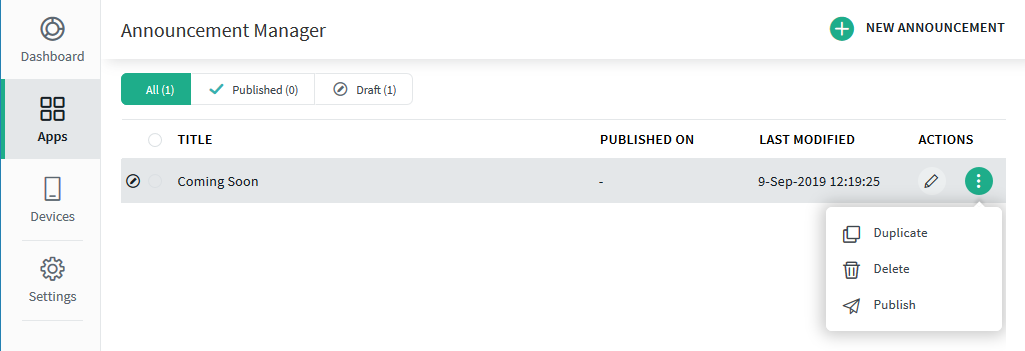 Announcement Manager
NEW ANNOUNCEMENT
Dashboard
Apps
Devices
Settings
All (1)
Published (0)
Draft (1)
TITLE PUBLISHED ON LAST MODIFIED ACTIONS
Coming Soon - 9-Sep-2019 12:19:25
Duplicate
Delete
Publish